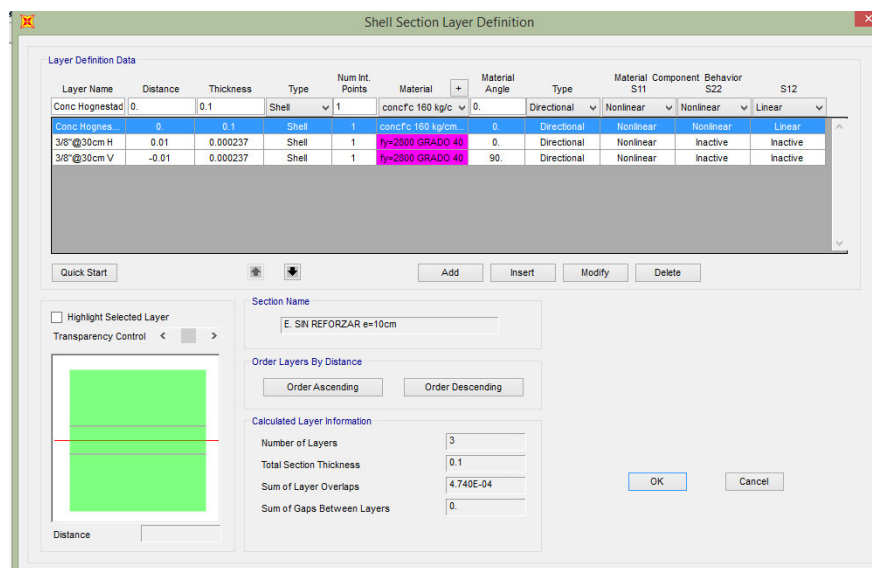 Shell Section Layer Definition
Layer Definition Data
Layer Name Distance Thickness Type Num Int. Points Material + Material Angle Type Material Component Behavior S11 S22 S12
Conc Hognestad 0. 0.1 Shell 1 concf'c 160 kg/c 0. Directional Nonlinear Nonlinear Linear
Conc Hognes... 0. 0.1 Shell 1 concf'c 160 kg/cm... 0. Directional Nonlinear Nonlinear Linear
3/8"@30cm H 0.01 0.000237 Shell 1 fy=2800 GRADO 40 0. Directional Nonlinear Inactive Inactive
3/8"@30cm V -0.01 0.000237 Shell 1 fy=2800 GRADO 40 90. Directional Nonlinear Inactive Inactive
Quick Start Add Insert Modify Delete
Highlight Selected Layer
Transparency Control < >
Distance
Section Name
E. SIN REFORZAR e=10cm
Order Layers By Distance
Order Ascending Order Descending
Calculated Layer Information
Number of Layers 3
Total Section Thickness 0.1
Sum of Layer Overlaps 4.740E-04
Sum of Gaps Between Layers 0.
OK Cancel